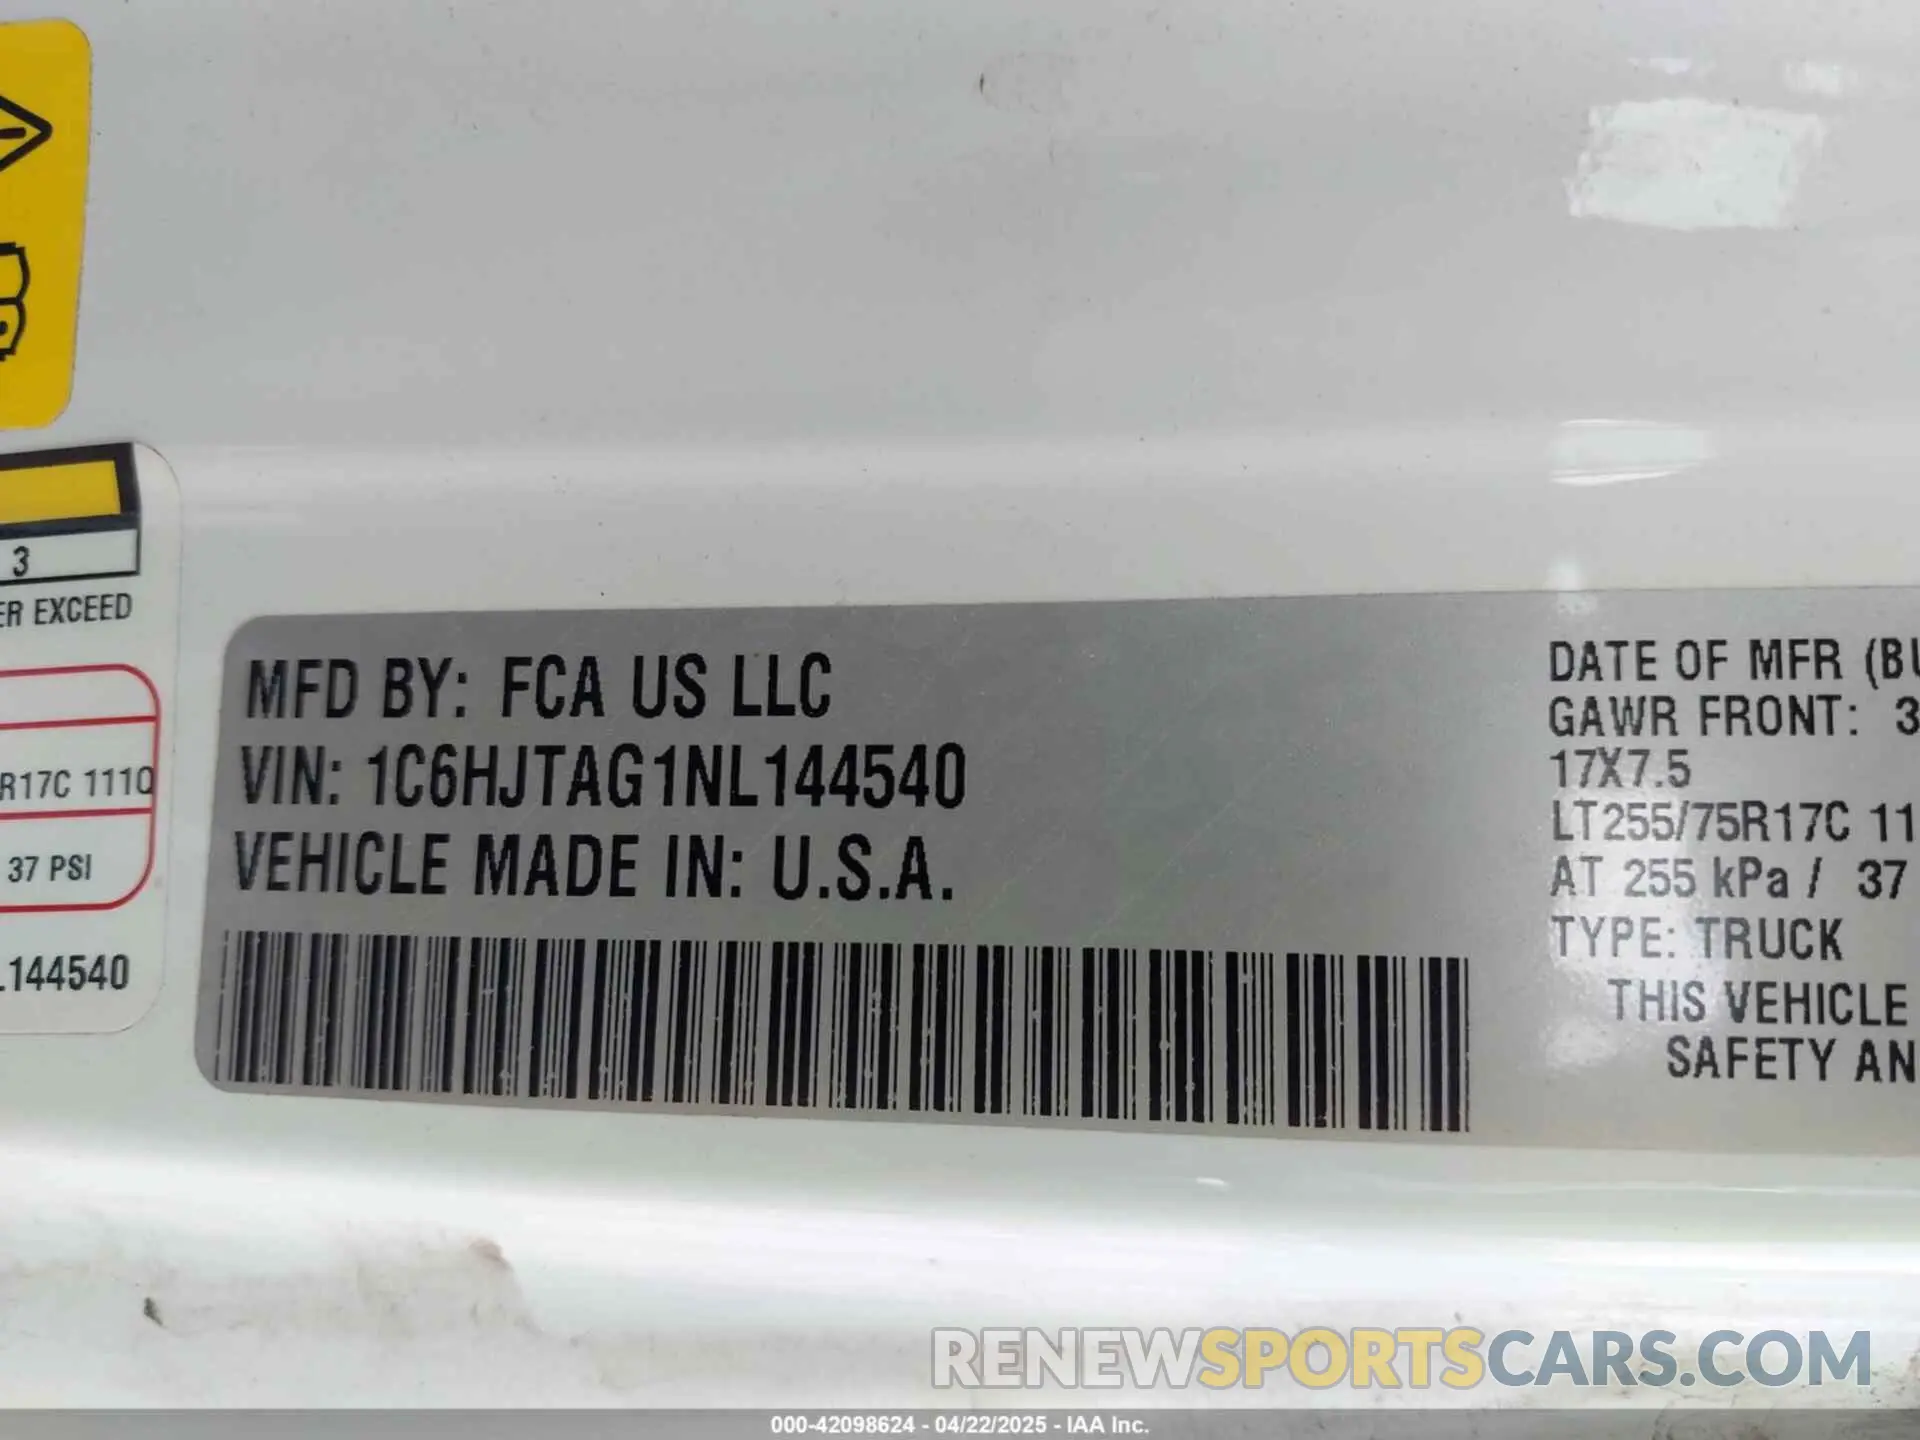 3
ER EXCEED
R17C 111Q
37 PSI
L144540
MFD BY: FCA US LLC
VIN: 1C6HJTAG1NL144540
VEHICLE MADE IN: U.S.A.
DATE OF MFR (BU
GAWR FRONT: 3
17X7.5
LT255/75R17C 11
AT 255 kPa / 37
TYPE: TRUCK
THIS VEHICLE
SAFETY AN
RENEWSPORTSCARS.COM
000-42098624 - 04/22/2025 - IAA Inc.